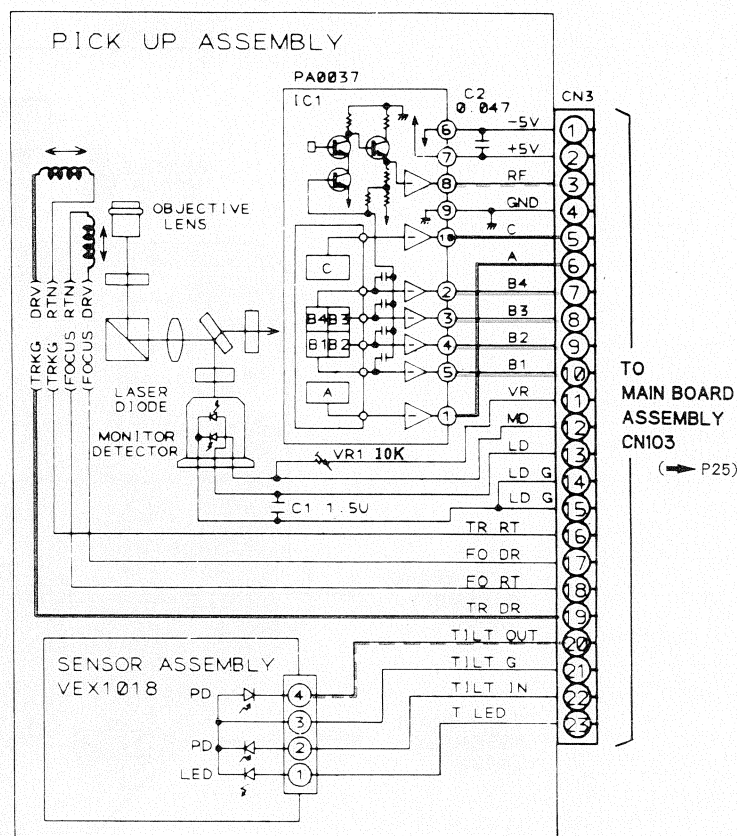 PICK UP ASSEMBLY
PA0037
IC1
C2
0.047
CN3
-5V
+5V
RF
GND
C
A
B4
B3
B2
B1
VR
MD
LD
LD G
LD G
TR RT
FO DR
FO RT
TR DR
TILT OUT
TILT G
TILT IN
T LED
1
2
3
4
5
6
7
8
9
10
11
12
13
14
15
16
17
18
19
20
21
22
23
6
7
8
9
10
2
3
4
5
1
C
B4 B3
B1 B2
A
OBJECTIVE
LENS
TRKG DRV
TRKG RTN
FOCUS RTN
FOCUS DRV
LASER
DIODE
MONITOR
DETECTOR
VR1 10K
C1 1.5U
TO
MAIN BOARD
ASSEMBLY
CN103
(➡ P25)
SENSOR ASSEMBLY
VEX1018
PD
PD
LED
4
3
2
1